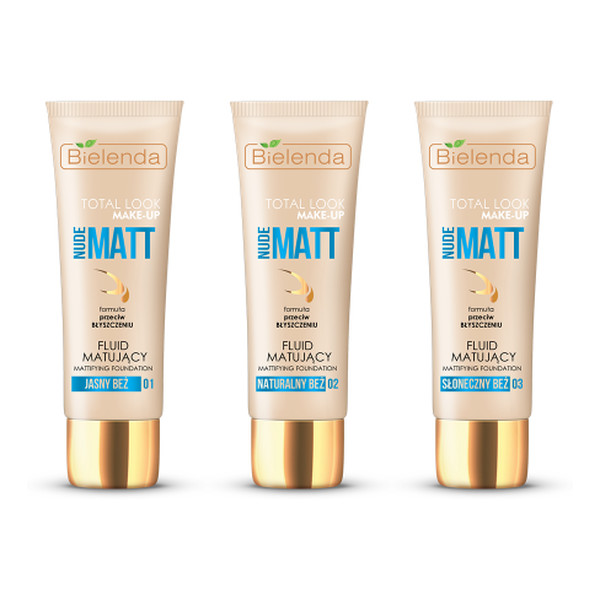 Bielenda
TOTAL LOOK
MAKE-UP
NUDE
MATT
formuła
przeciw
BŁYSZCZENIU
FLUID
MATUJĄCY
MATTIFYING FOUNDATION
JASNY BEŻ 01
Bielenda
TOTAL LOOK
MAKE-UP
NUDE
MATT
formuła
przeciw
BŁYSZCZENIU
FLUID
MATUJĄCY
MATTIFYING FOUNDATION
NATURALNY BEŻ 02
Bielenda
TOTAL LOOK
MAKE-UP
NUDE
MATT
formuła
przeciw
BŁYSZCZENIU
FLUID
MATUJĄCY
MATTIFYING FOUNDATION
SŁONECZNY BEŻ 03